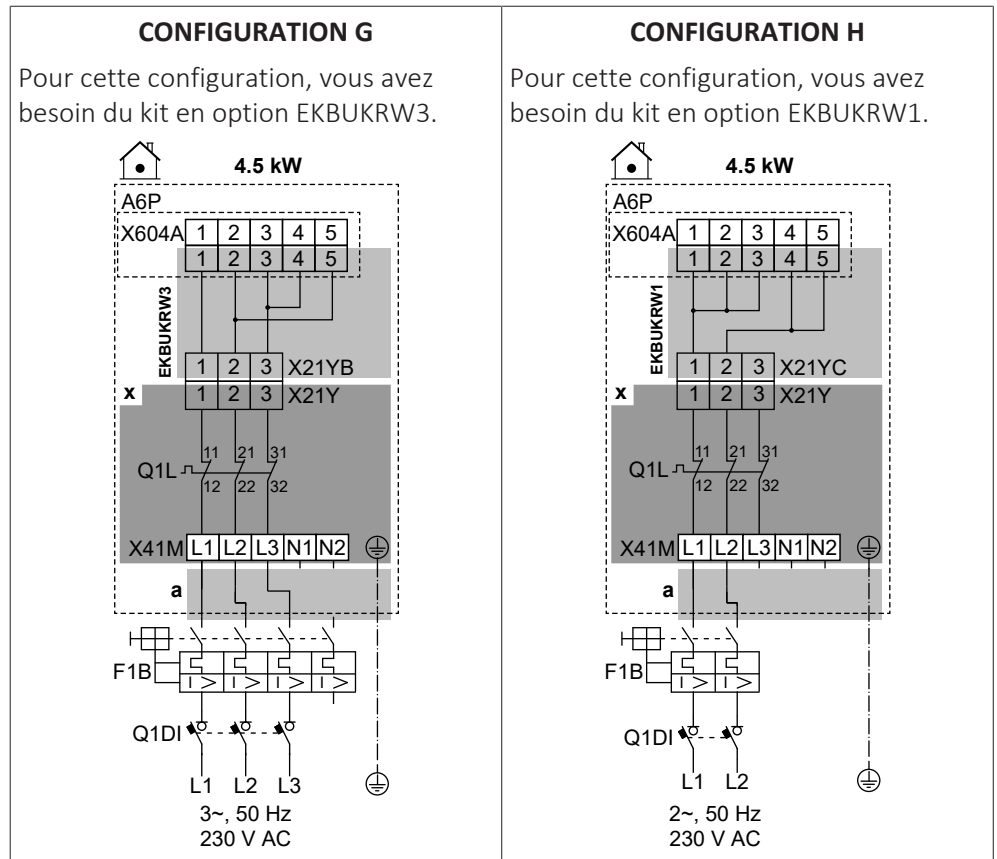 CONFIGURATION G
Pour cette configuration, vous avez
besoin du kit en option EKBUKRW3.
4.5 kW
A6P
X604A 1 2 3 4 5
1 2 3 4 5
EKBUKRW3
1 2 3 X21YB
x 1 2 3 X21Y
11 21 31
Q1L
12 22 32
X41M L1 L2 L3 N1 N2
a
F1B
I > I > I > I >
Q1DI
L1 L2 L3
3~, 50 Hz
230 V AC
CONFIGURATION H
Pour cette configuration, vous avez
besoin du kit en option EKBUKRW1.
4.5 kW
A6P
X604A 1 2 3 4 5
1 2 3 4 5
EKBUKRW1
1 2 3 X21YC
x 1 2 3 X21Y
11 21 31
Q1L
12 22 32
X41M L1 L2 L3 N1 N2
a
F1B
I > I >
Q1DI
L1 L2
2~, 50 Hz
230 V AC